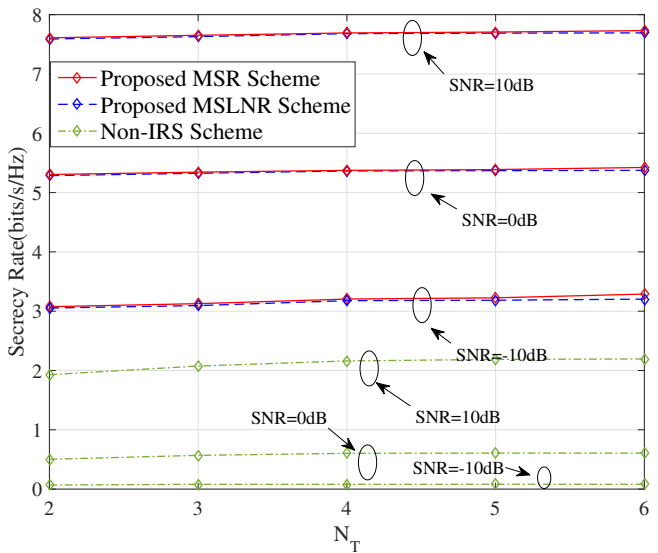 8
7
6
5
4
3
2
1
0
Secrecy Rate(bits/s/Hz)
Proposed MSR Scheme
Proposed MSLNR Scheme
Non-IRS Scheme
SNR=10dB
SNR=0dB
SNR=-10dB
SNR=10dB
SNR=0dB
SNR=-10dB
2
3
4
5
6
N_T